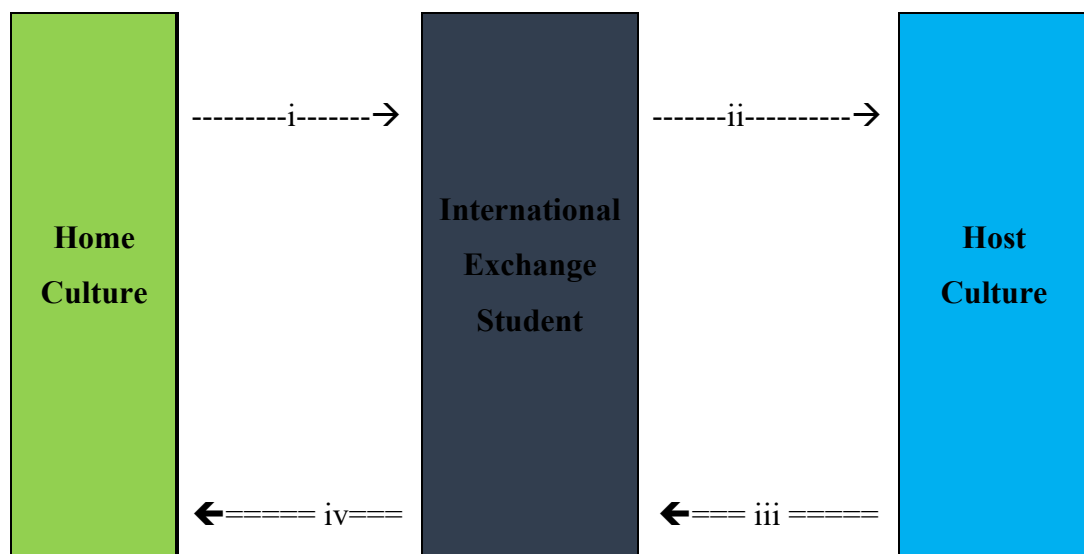 ---------i-------→
-------ii----------→
Home
Culture
International
Exchange
Student
Host
Culture
←===== iv===
←=== iii =====